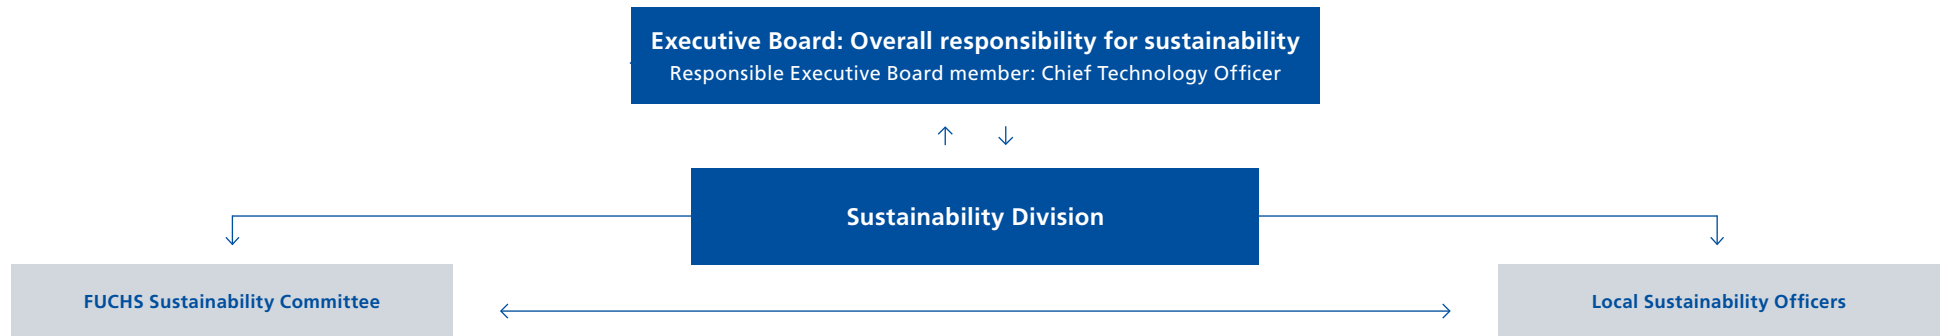 Executive Board: Overall responsibility for sustainability
Responsible Executive Board member: Chief Technology Officer
Sustainability Division
FUCHS Sustainability Committee
Local Sustainability Officers